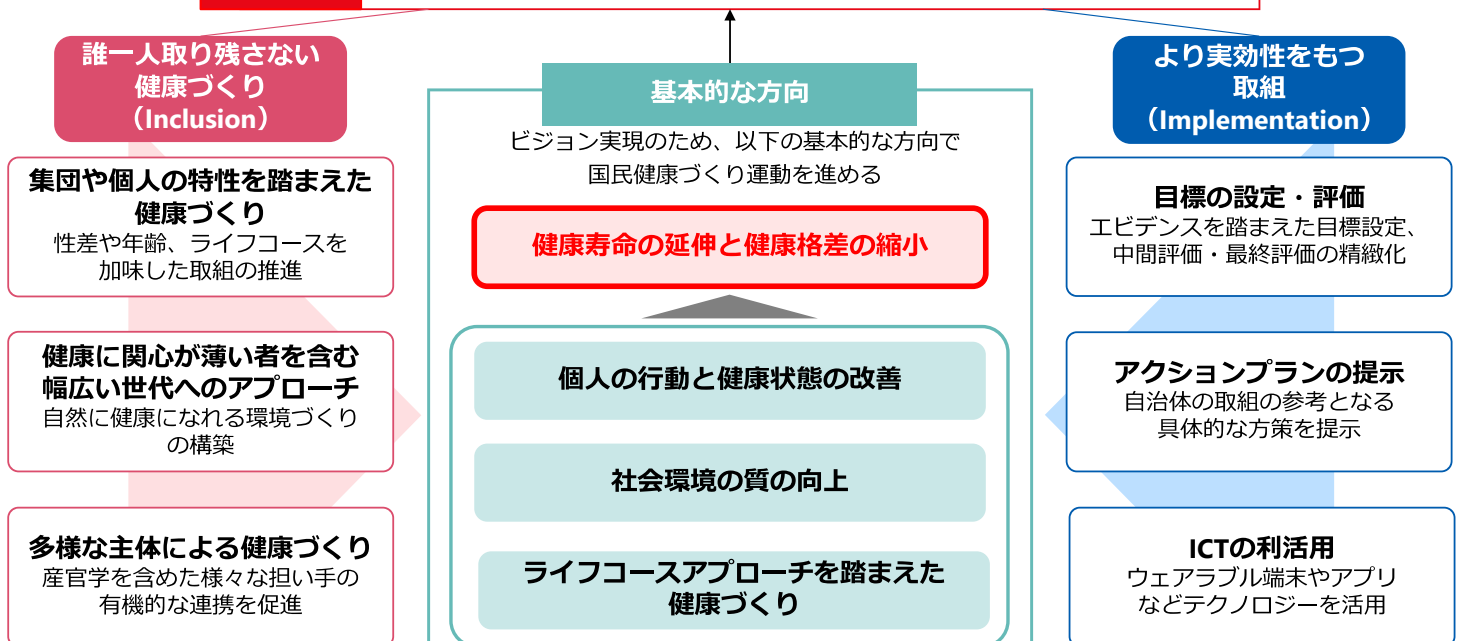 誰一人取り残さない
健康づくり
（Inclusion）
集団や個人の特性を踏まえた
健康づくり
性差や年齢、ライフコースを
加味した取組の推進
健康に関心が薄い者を含む
幅広い世代へのアプローチ
自然に健康になれる環境づくり
の構築
多様な主体による健康づくり
産官学を含めた様々な担い手の
有機的な連携を促進
基本的な方向
ビジョン実現のため、以下の基本的な方向で
国民健康づくり運動を進める
健康寿命の延伸と健康格差の縮小
個人の行動と健康状態の改善
社会環境の質の向上
ライフコースアプローチを踏まえた
健康づくり
より実効性をもつ
取組
（Implementation）
目標の設定・評価
エビデンスを踏まえた目標設定、
中間評価・最終評価の精緻化
アクションプランの提示
自治体の取組の参考となる
具体的な方策を提示
ICTの利活用
ウェアラブル端末やアプリ
などテクノロジーを活用